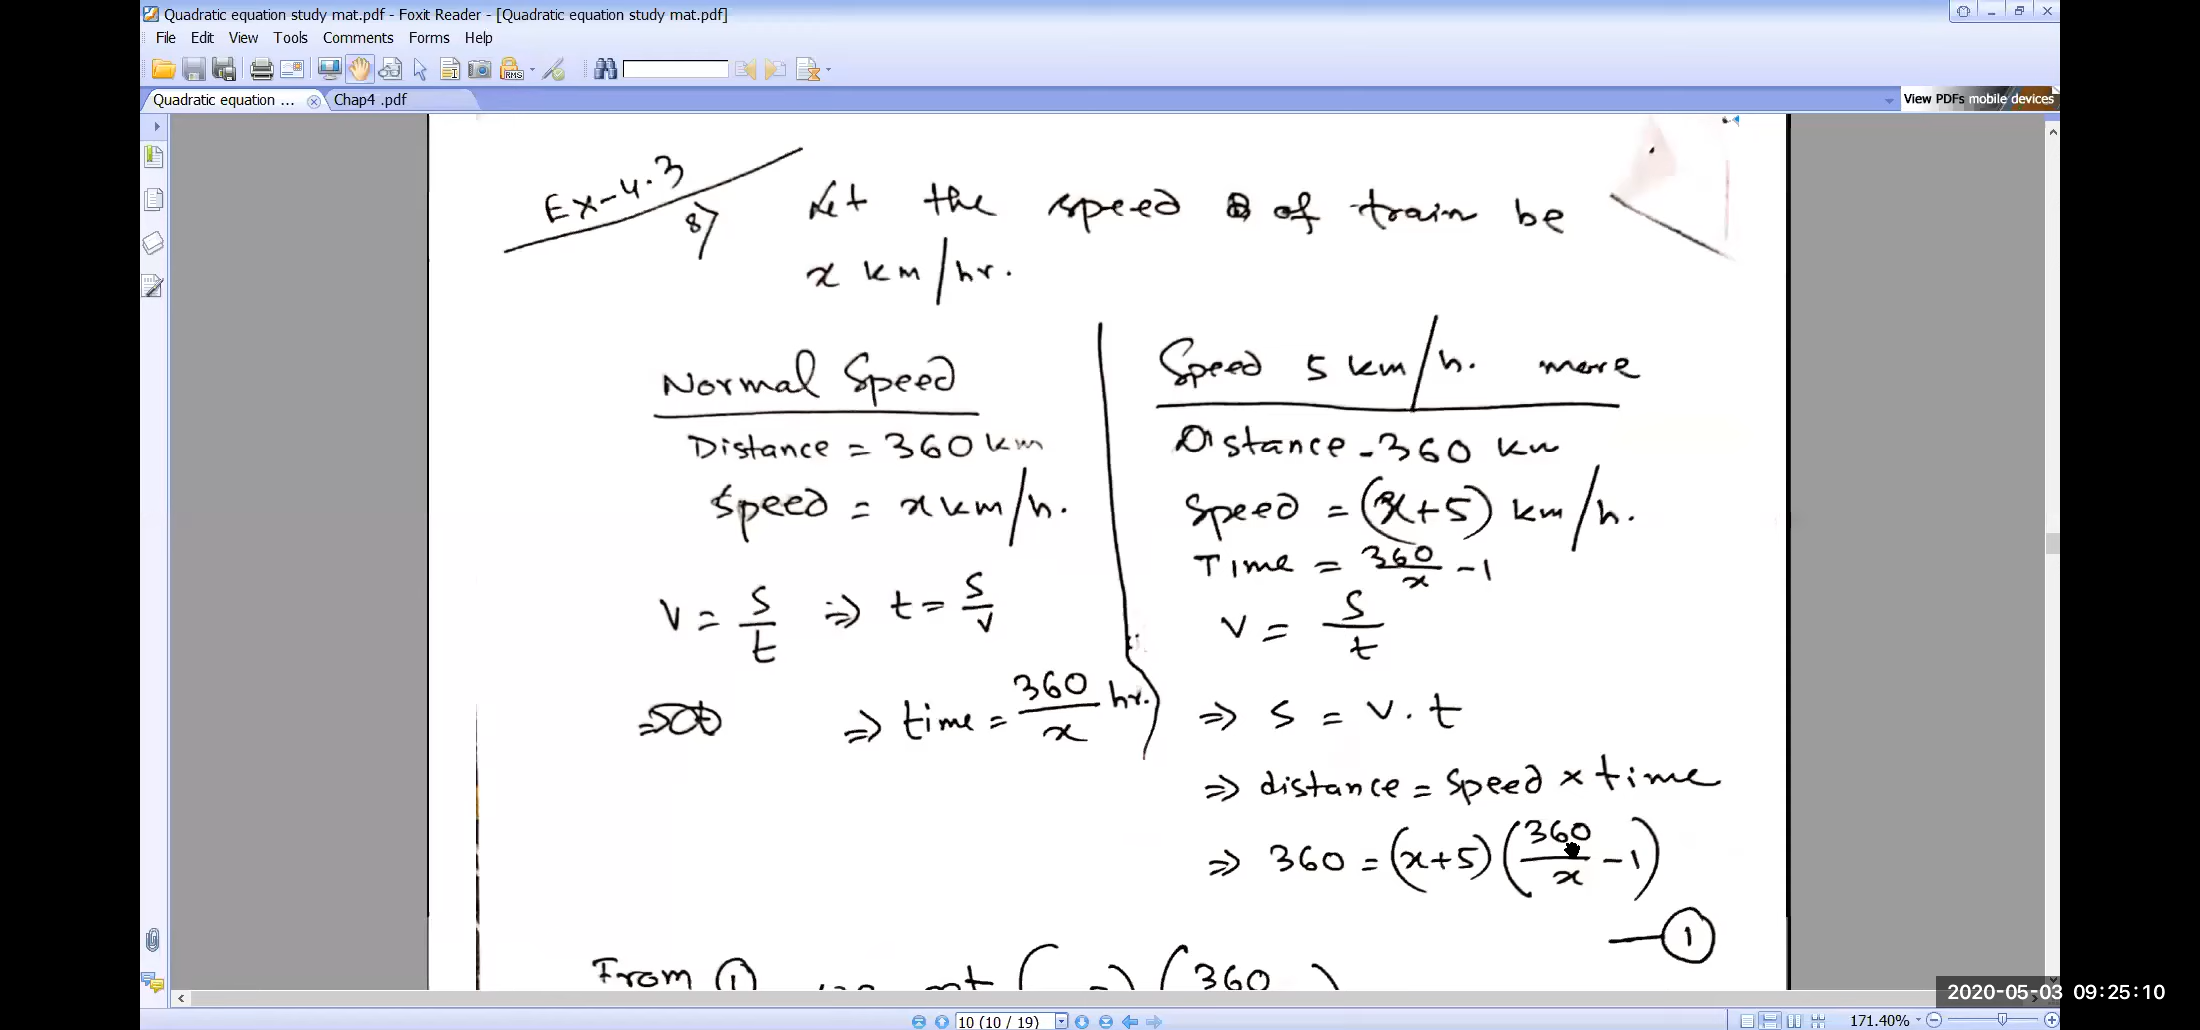 Quadratic equation study mat.pdf - Foxit Reader - [Quadratic equation study mat.pdf]
File Edit View Tools Comments Forms Help
Quadratic equation ... Chap4 .pdf
View PDFs mobile devices
Ex-4.3
8) Let the speed of train be
x km/hr.
Normal Speed
Distance = 360 km
Speed = x km/h.
V = S/t ⇒ t = S/v
⇒ time = 360/x hr.
Speed 5 km/h. more
Distance - 360 km
Speed = (x+5) km/h.
Time = 360/x - 1
V = S/t
⇒ S = V . t
⇒ distance = speed × time
⇒ 360 = (x+5) (360/x - 1)
— ①
From ①
360
2020-05-03 09:25:10
10 (10 / 19)
171.40%